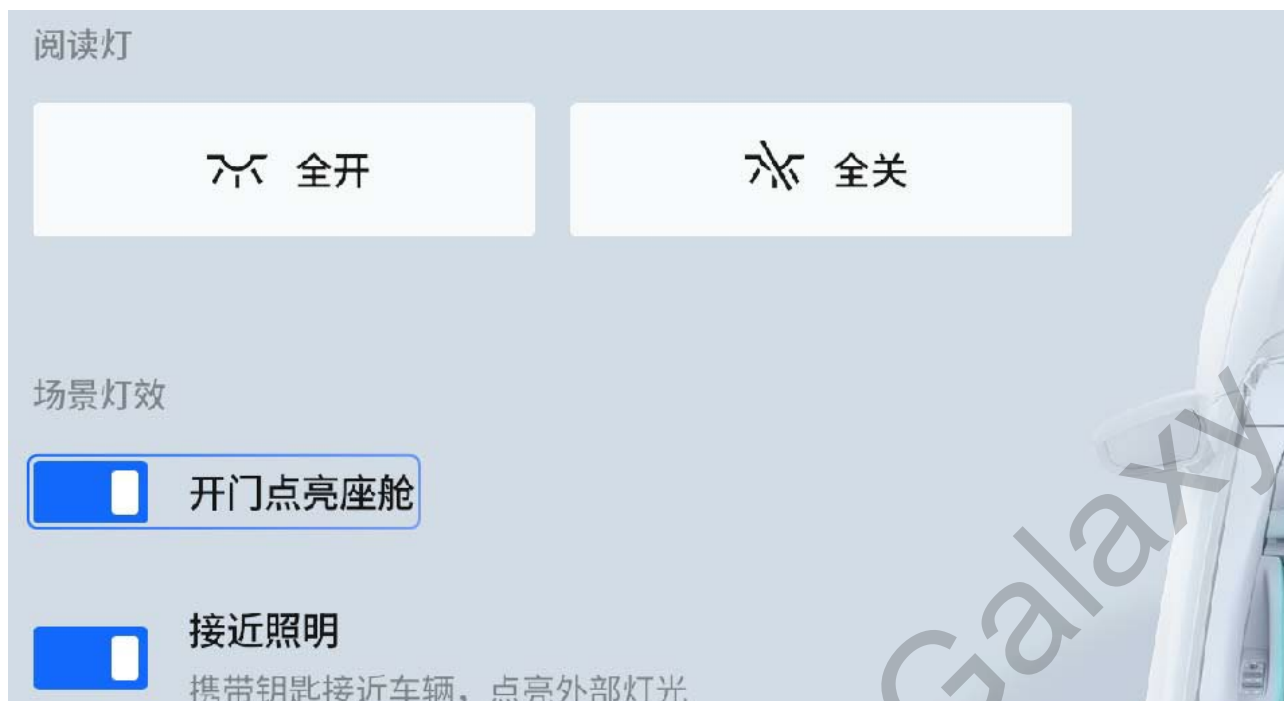 阅读灯
全开 全关
场景灯效
开门点亮座舱
接近照明
携带钥匙接近车辆，点亮外部灯光
Galaxy